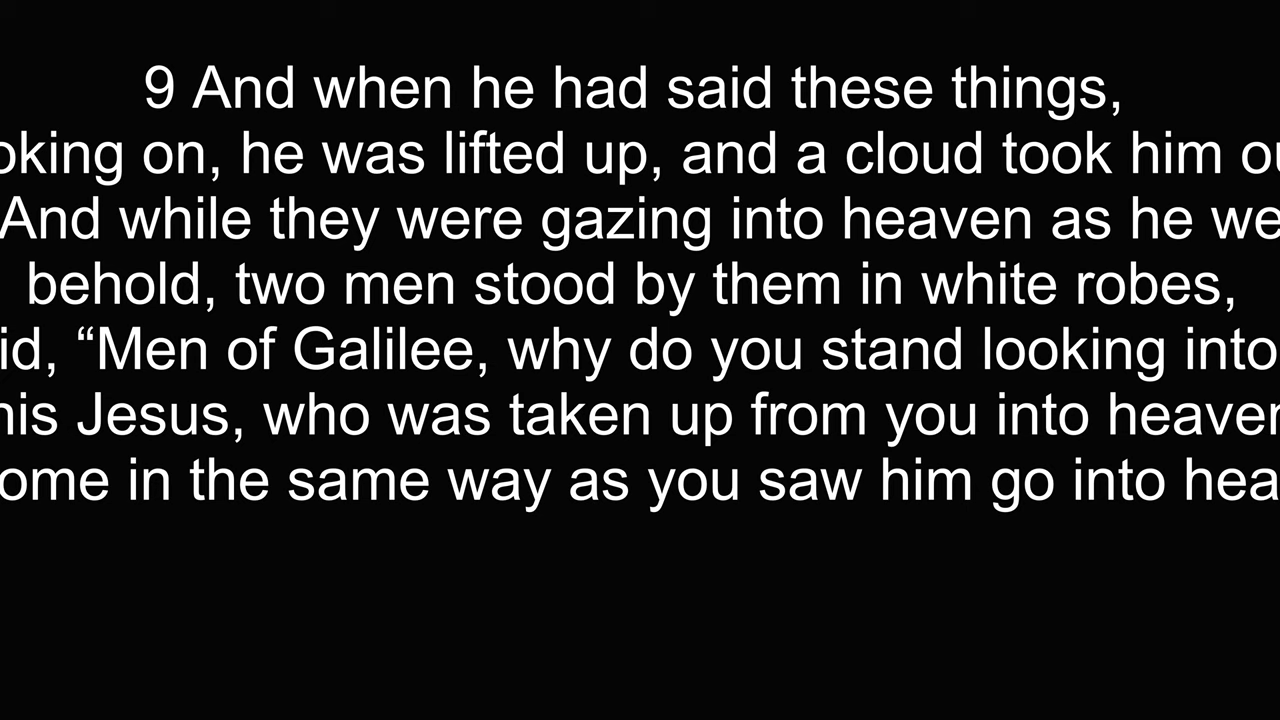 9 And when he had said these things,
oking on, he was lifted up, and a cloud took him ou
And while they were gazing into heaven as he we
behold, two men stood by them in white robes,
id, “Men of Galilee, why do you stand looking into
his Jesus, who was taken up from you into heaven
ome in the same way as you saw him go into hea